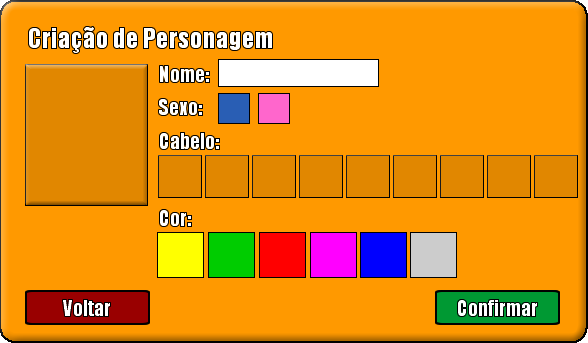 Criação de Personagem
Nome:
Sexo:
Cabelo:
Cor:
Voltar
Confirmar